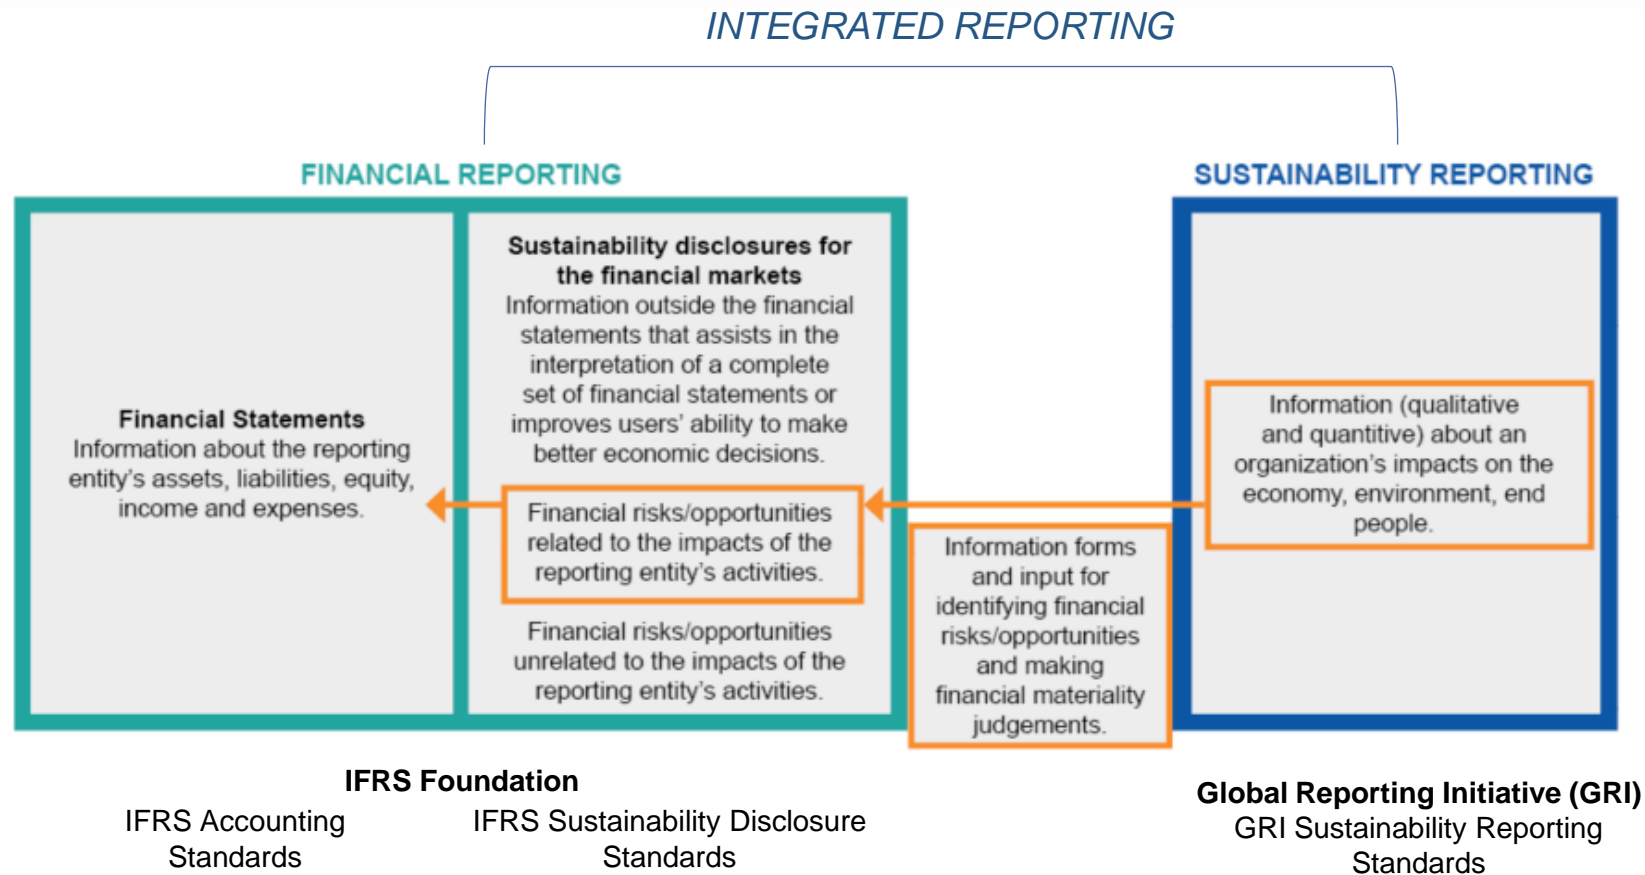 INTEGRATED REPORTING
FINANCIAL REPORTING
Financial Statements
Information about the reporting
entity's assets, liabilities, equity,
income and expenses.
Sustainability disclosures for
the financial markets
Information outside the financial
statements that assists in the
interpretation of a complete
set of financial statements or
improves users' ability to make
better economic decisions.
Financial risks/opportunities
related to the impacts of the
reporting entity's activities.
Financial risks/opportunities
unrelated to the impacts of the
reporting entity's activities.
Information forms
and input for
identifying financial
risks/opportunities
and making
financial materiality
judgements.
SUSTAINABILITY REPORTING
Information (qualitative
and quantitive) about an
organization's impacts on the
economy, environment, end
people.
IFRS Foundation
IFRS Accounting
Standards
IFRS Sustainability Disclosure
Standards
Global Reporting Initiative (GRI)
GRI Sustainability Reporting
Standards